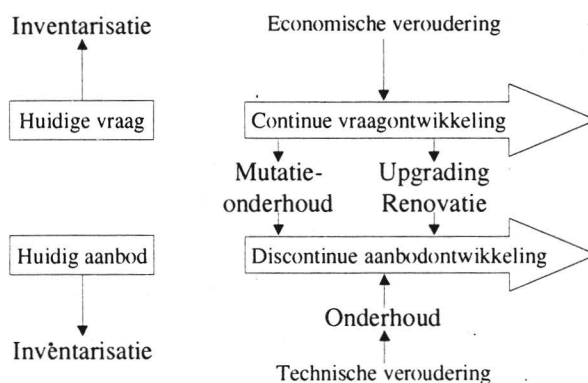 Inventarisatie
Economische veroudering
Huidige vraag
Continue vraagontwikkeling
Mutatie-
onderhoud
Upgrading
Renovatie
Huidig aanbod
Discontinue aanbodontwikkeling
Onderhoud
Inventarisatie
Technische veroudering